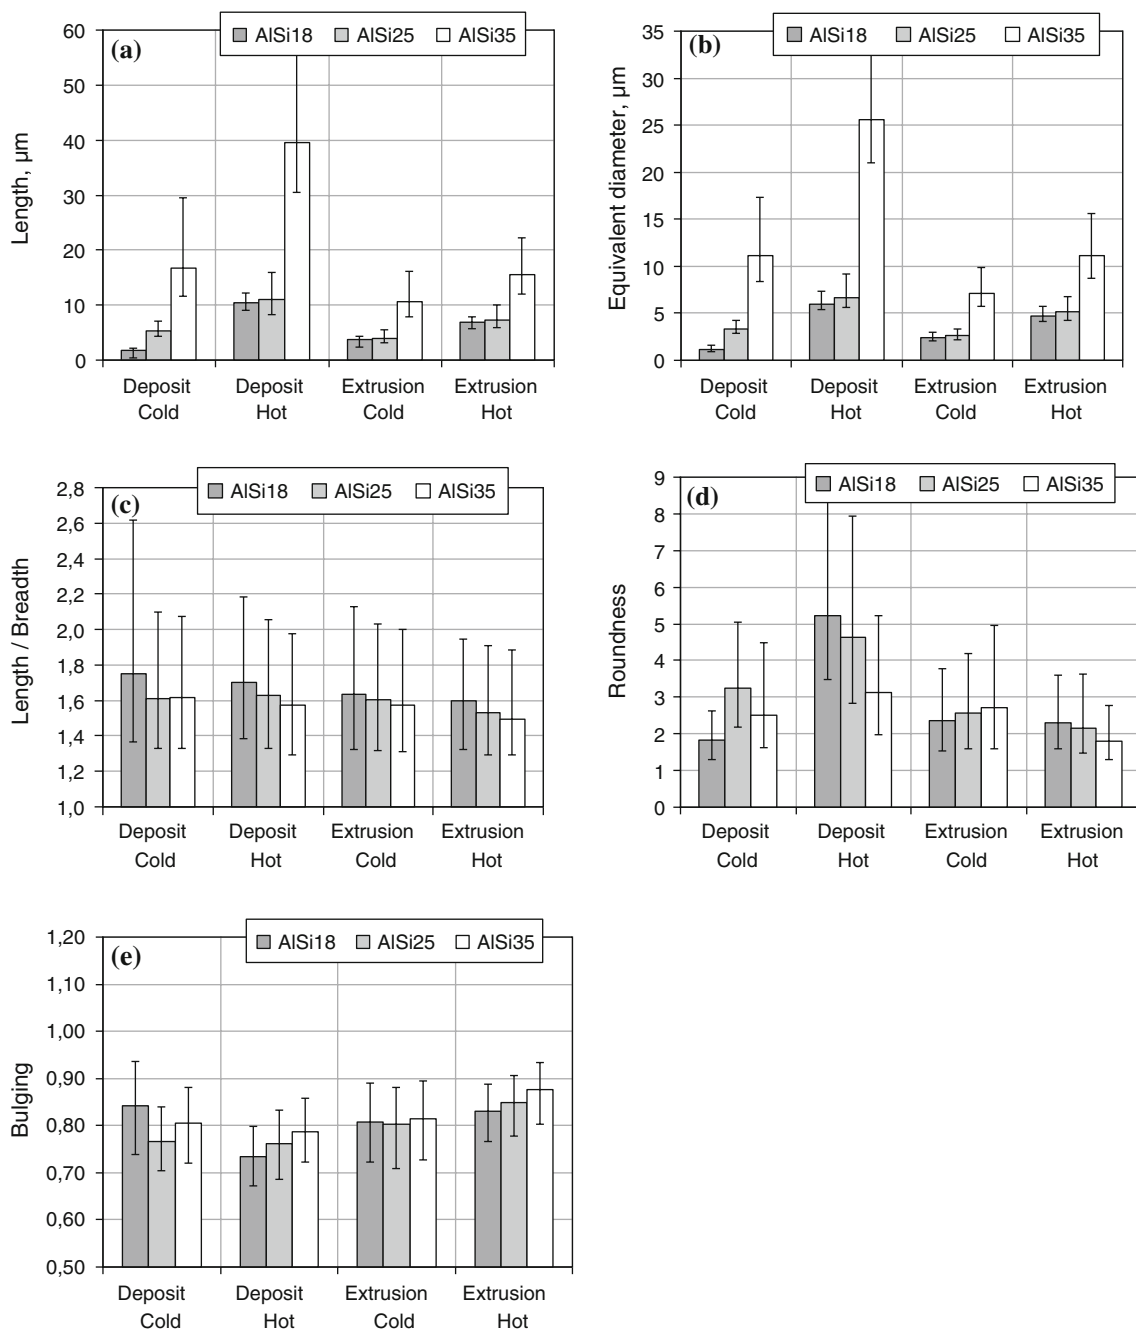 (a)
AlSi18 AlSi25 AlSi35
Length, µm
60
50
40
30
20
10
0
Deposit Cold
Deposit Hot
Extrusion Cold
Extrusion Hot
(b)
AlSi18 AlSi25 AlSi35
Equivalent diameter, µm
35
30
25
20
15
10
5
0
Deposit Cold
Deposit Hot
Extrusion Cold
Extrusion Hot
(c)
AlSi18 AlSi25 AlSi35
Length / Breadth
2,8
2,6
2,4
2,2
2,0
1,8
1,6
1,4
1,2
1,0
Deposit Cold
Deposit Hot
Extrusion Cold
Extrusion Hot
(d)
AlSi18 AlSi25 AlSi35
Roundness
9
8
7
6
5
4
3
2
1
0
Deposit Cold
Deposit Hot
Extrusion Cold
Extrusion Hot
(e)
AlSi18 AlSi25 AlSi35
Bulging
1,20
1,10
1,00
0,90
0,80
0,70
0,60
0,50
Deposit Cold
Deposit Hot
Extrusion Cold
Extrusion Hot